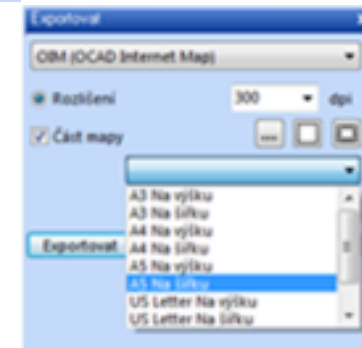 Exportovat
OIM (OCAD Internet Map)
Rozlišení 300 dpi
Část mapy ...
A3 Na výšku
A3 Na šířku
A4 Na výšku
Exportovat A4 Na šířku
A5 Na výšku
A5 Na šířku
US Letter Na výšku
US Letter Na šířku